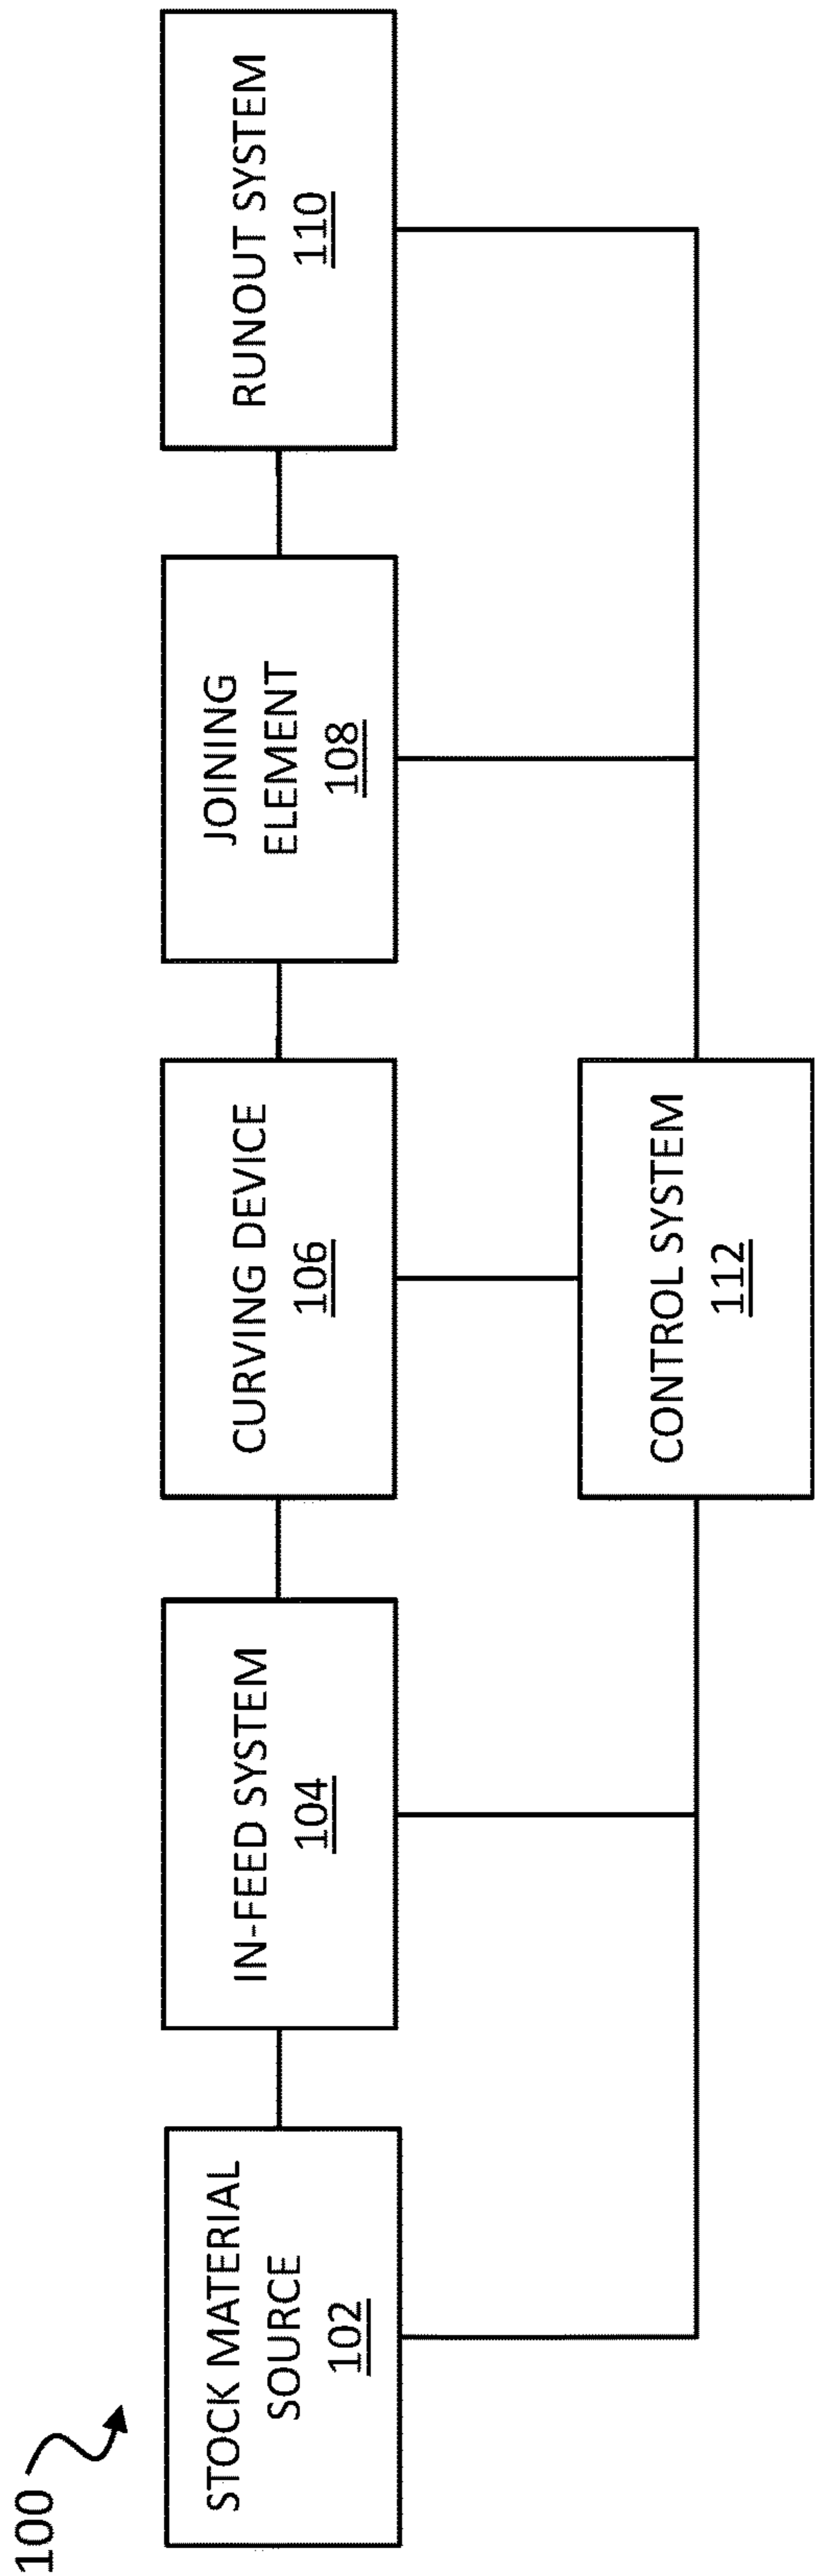 100
STOCK MATERIAL
SOURCE
102
IN-FEED SYSTEM
104
CURVING DEVICE
106
JOINING
ELEMENT
108
RUNOUT SYSTEM
110
CONTROL SYSTEM
112